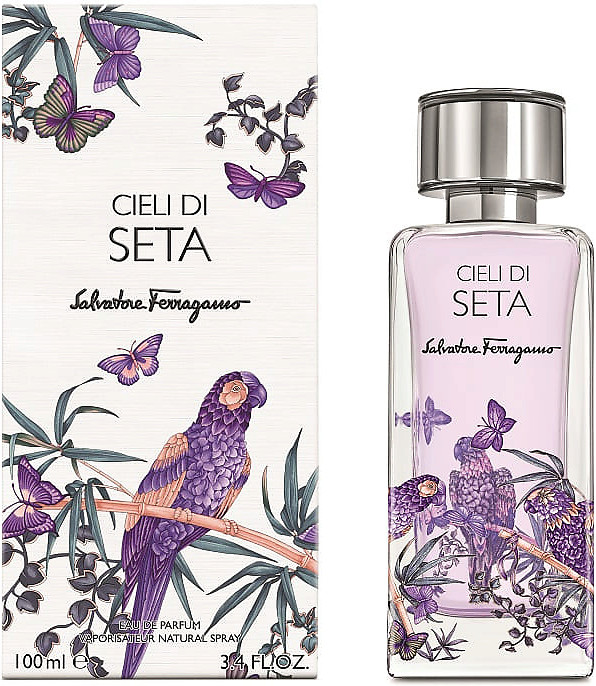 CIELI DI
SETA
Salvatore Ferragamo
EAU DE PARFUM
VAPORISATEUR NATURAL SPRAY
100ml ℮ 3.4 FL.OZ.
CIELI DI
SETA
Salvatore Ferragamo